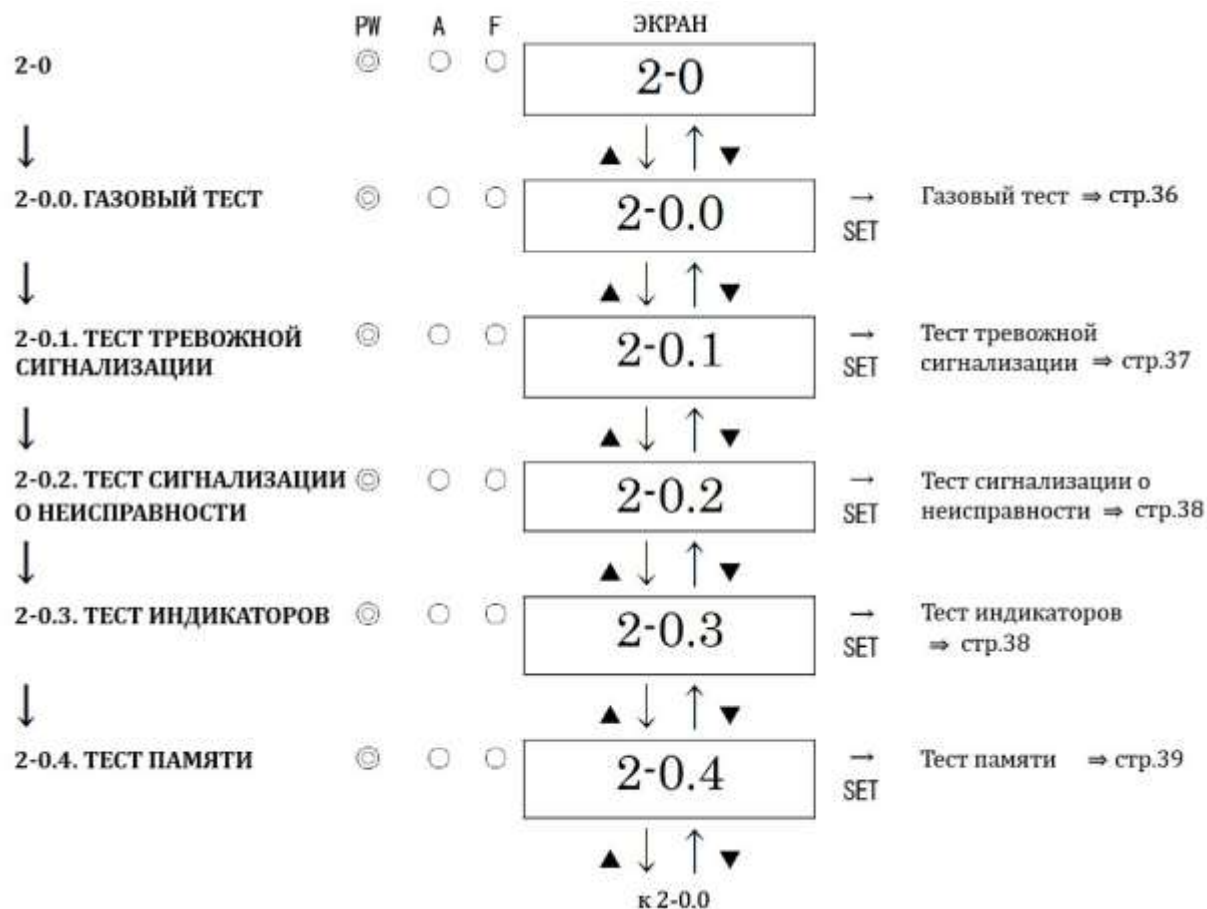 PW A F ЭКРАН
2-0 2-0
▲ ↓ ↑ ▼
2-0.0. ГАЗОВЫЙ ТЕСТ 2-0.0 → SET Газовый тест ⇒ стр.36
▲ ↓ ↑ ▼
2-0.1. ТЕСТ ТРЕВОЖНОЙ
СИГНАЛИЗАЦИИ
2-0.1
→
SET
Тест тревожной
сигнализации ⇒ стр.37
▲ ↓ ↑ ▼
2-0.2. ТЕСТ СИГНАЛИЗАЦИИ
О НЕИСПРАВНОСТИ
2-0.2
→
SET
Тест сигнализации о
неисправности ⇒ стр.38
▲ ↓ ↑ ▼
2-0.3. ТЕСТ ИНДИКАТОРОВ
2-0.3
→
SET
Тест индикаторов
⇒ стр.38
▲ ↓ ↑ ▼
2-0.4. ТЕСТ ПАМЯТИ
2-0.4
→
SET
Тест памяти ⇒ стр.39
▲ ↓ ↑ ▼
к 2-0.0